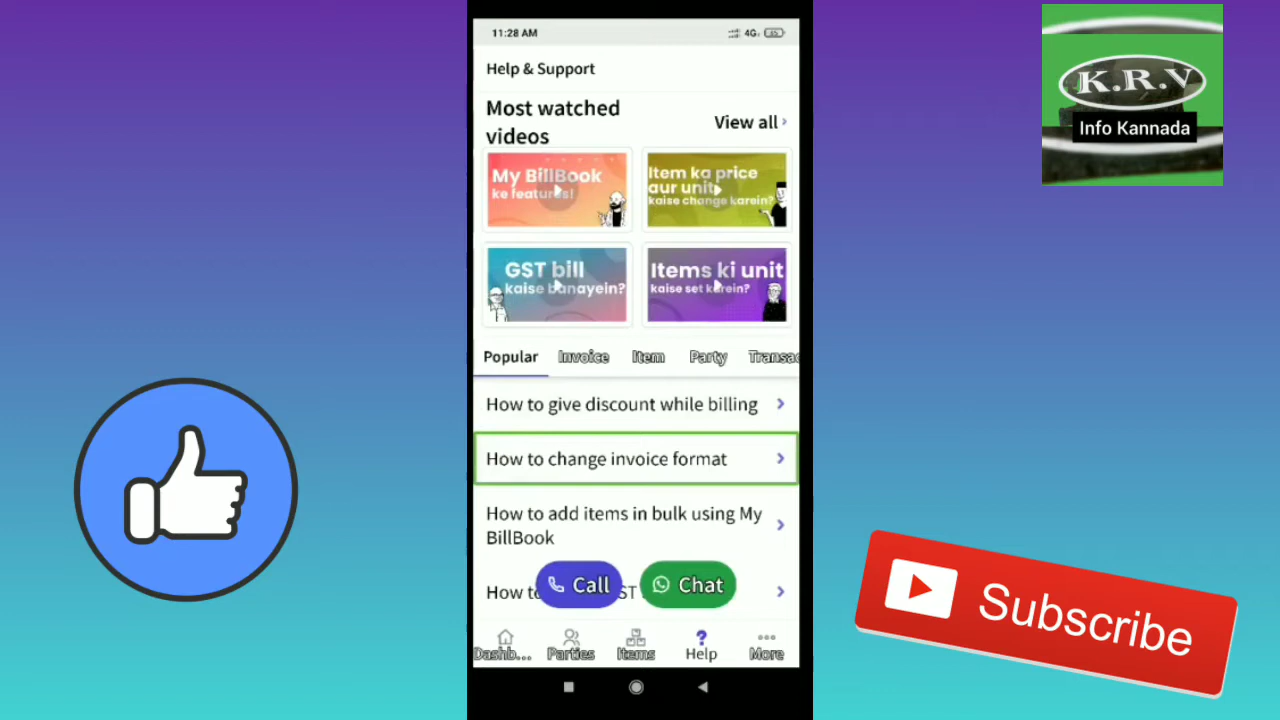 11:28 AM
4G
Help & Support
Most watched
videos
View all
My BillBook
ke features!
Item ka price
aur unit
kaise change karein?
GST bill
kaise banayein?
Items ki unit
kaise set karein?
Popular
Invoice
Item
Party
Transac
How to give discount while billing
How to change invoice format
How to add items in bulk using My
BillBook
Call
Chat
Dashb...
Parties
Items
Help
More
K.R.V
Info Kannada
Subscribe